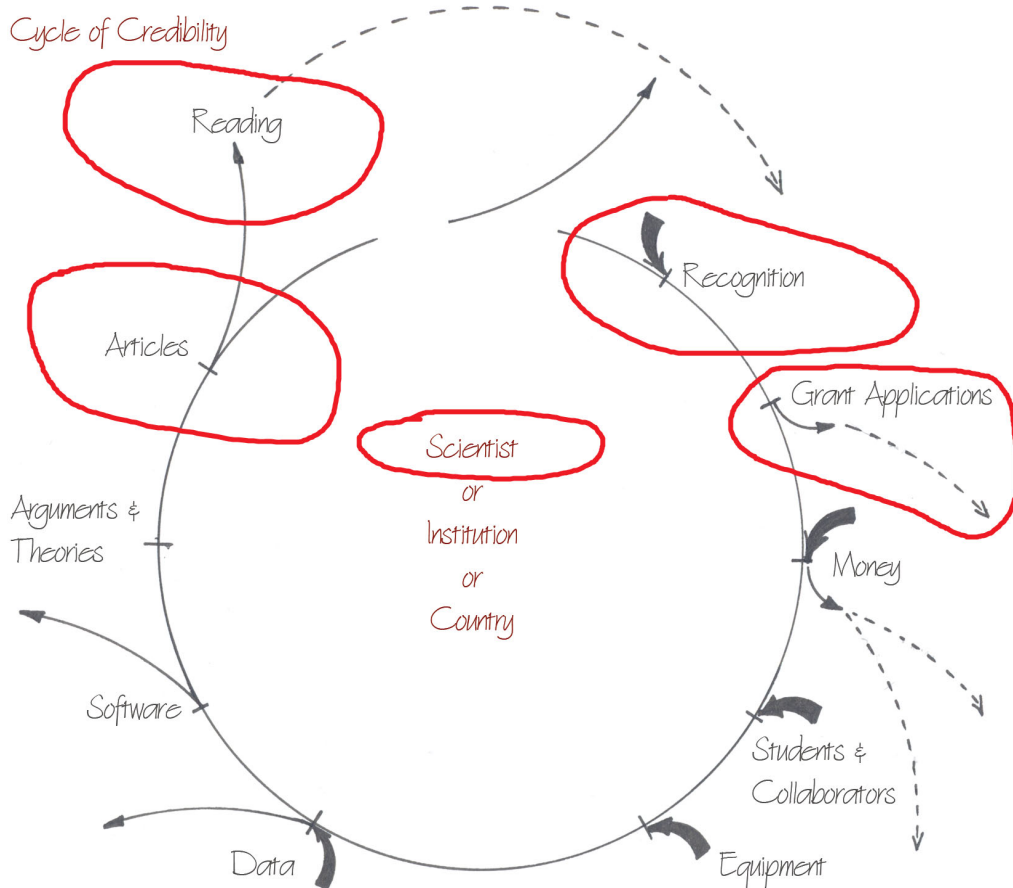 Cycle of Credibility
Reading
Recognition
Articles
Grant Applications
Scientist
or
Institution
or
Country
Arguments &
Theories
Money
Software
Students &
Collaborators
Data
Equipment